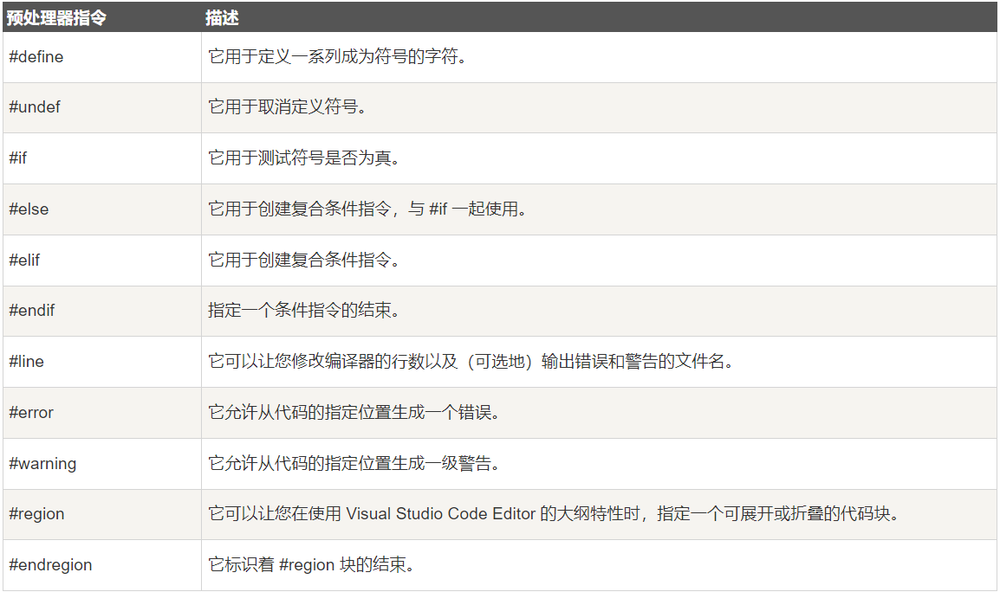 预处理器指令 描述
#define 它用于定义一系列成为符号的字符。
#undef 它用于取消定义符号。
#if 它用于测试符号是否为真。
#else 它用于创建复合条件指令，与 #if 一起使用。
#elif 它用于创建复合条件指令。
#endif 指定一个条件指令的结束。
#line 它可以让您修改编译器的行数以及（可选地）输出错误和警告的文件名。
#error 它允许从代码的指定位置生成一个错误。
#warning 它允许从代码的指定位置生成一级警告。
#region 它可以让您在使用 Visual Studio Code Editor 的大纲特性时，指定一个可展开或折叠的代码块。
#endregion 它标识着 #region 块的结束。